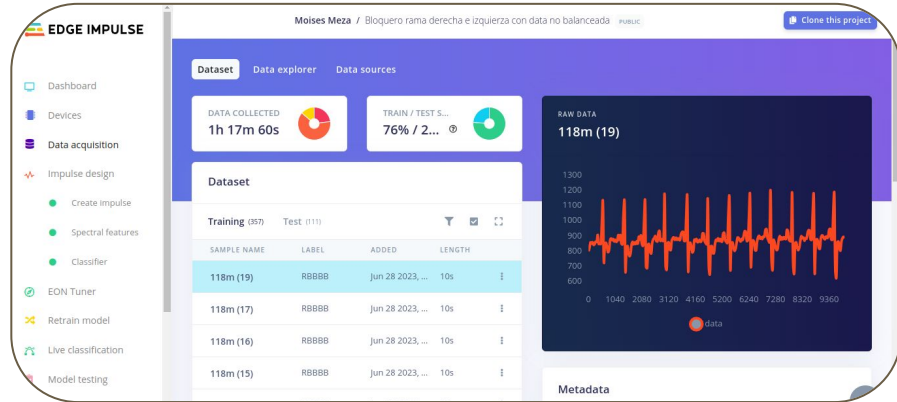 EDGE IMPULSE
Moises Meza / Bloquero rama derecha e izquierza con data no balanceada PUBLIC
Clone this project
Dashboard
Devices
Data acquisition
Impulse design
Create impulse
Spectral features
Classifier
EON Tuner
Retrain model
Live classification
Model testing
Dataset Data explorer Data sources
DATA COLLECTED
1h 17m 60s
TRAIN / TEST S...
76% / 2... ?
Dataset
Training (357) Test (111)
SAMPLE NAME LABEL ADDED LENGTH
118m (19) RBBBB Jun 28 2023, ... 10s
118m (17) RBBBB Jun 28 2023, ... 10s
118m (16) RBBBB Jun 28 2023, ... 10s
118m (15) RBBBB Jun 28 2023, ... 10s
RAW DATA
118m (19)
1300
1200
1100
1000
900
800
700
600
0 1040 2080 3120 4160 5200 6240 7280 8320 9360
data
Metadata